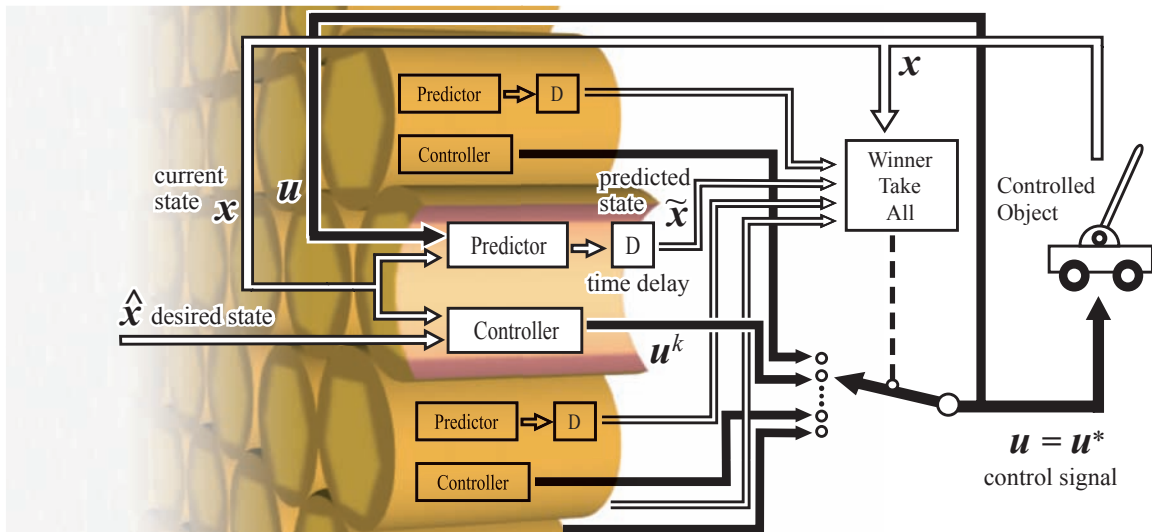 Predictor
D
Controller
x
Winner
Take
All
current
state x
u
predicted
state x̃
Controlled
Object
Predictor
D
time delay
x̂ desired state
Controller
u^k
Predictor
D
Controller
u = u*
control signal